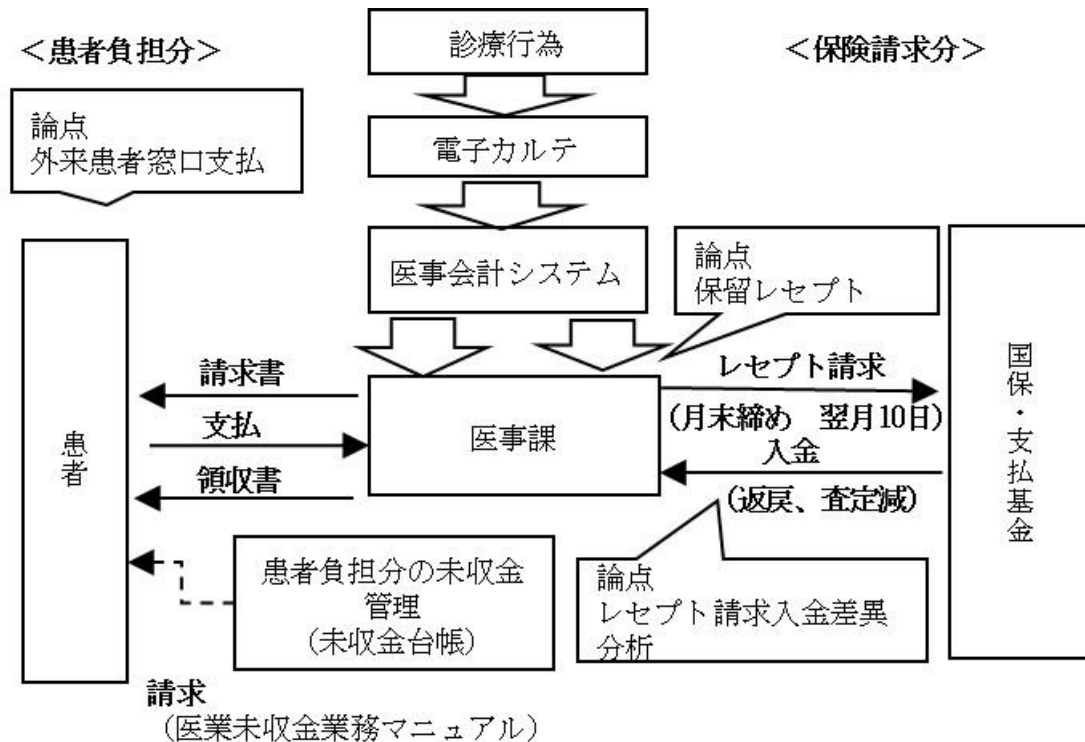 ＜患者負担分＞
診療行為
＜保険請求分＞
論点
外来患者窓口支払
電子カルテ
医事会計システム
論点
保留レセプト
患者
請求書
支払
領収書
医事課
レセプト請求
(月末締め　翌月10日)
入金
(返戻、査定減)
国保・支払基金
患者負担分の未収金
管理
(未収金台帳)
論点
レセプト請求入金差異
分析
請求
（医業未収金業務マニュアル）